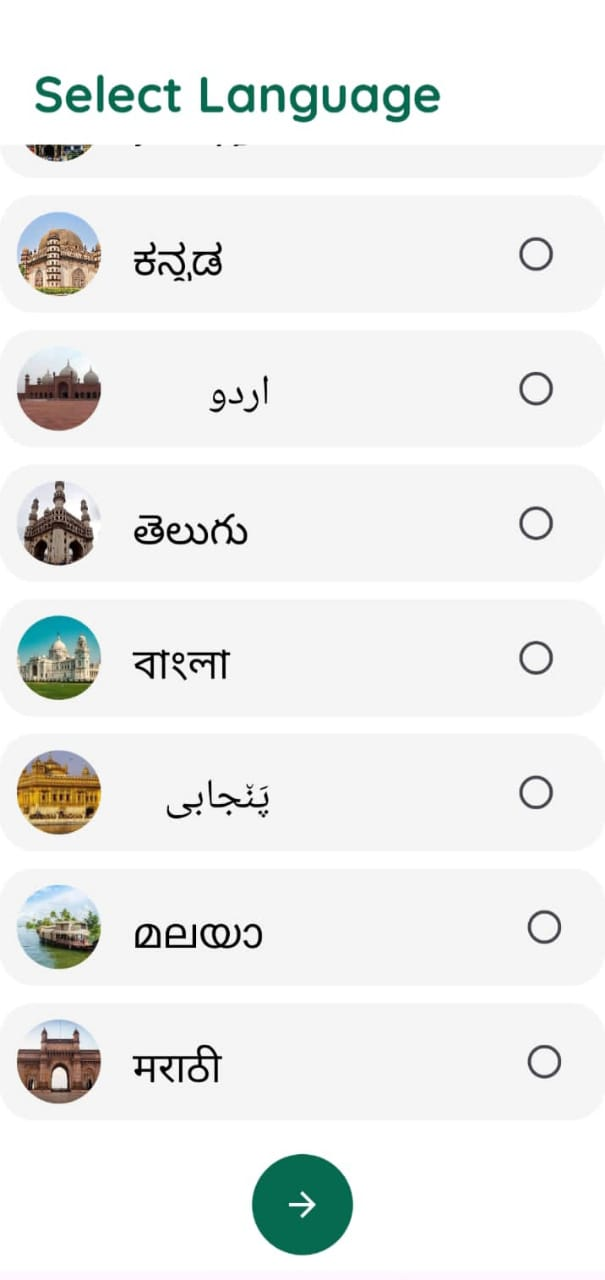 Select Language
ಕನ್ನಡ
اردو
తెలుగు
বাংলা
پَنْجابی
മലയാ
मराठी